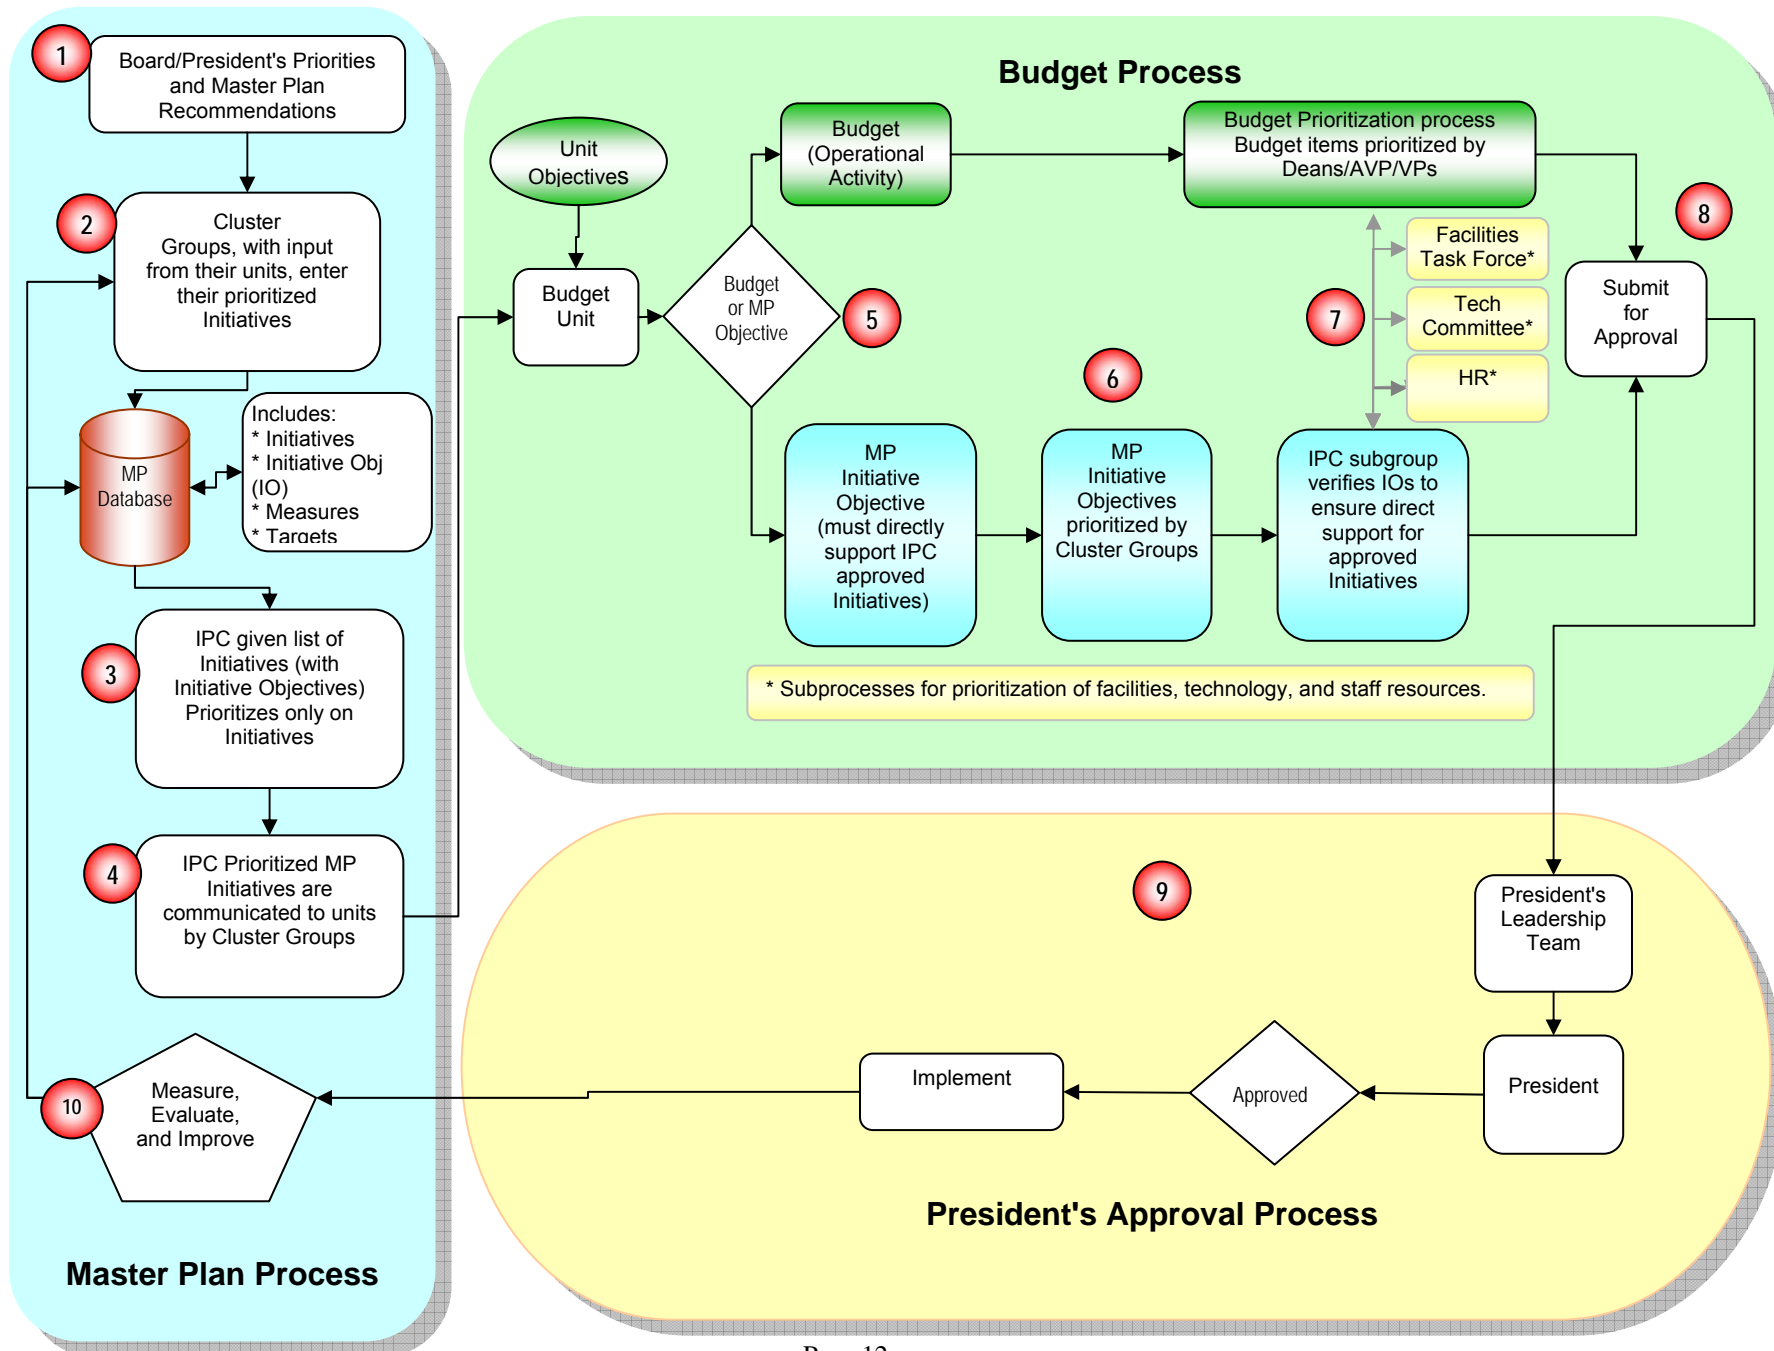 1
Board/President's Priorities
and Master Plan
Recommendations
2
Cluster
Groups, with input
from their units, enter
their prioritized
Initiatives
MP
Database
Includes:
* Initiatives
* Initiative Obj
(IO)
* Measures
* Targets
3
IPC given list of
Initiatives (with
Initiative Objectives)
Prioritizes only on
Initiatives
4
IPC Prioritized MP
Initiatives are
communicated to units
by Cluster Groups
10
Measure,
Evaluate,
and Improve
Master Plan Process
Budget Process
Unit
Objectives
Budget
Unit
Budget
or MP
Objective
5
Budget
(Operational
Activity)
Budget Prioritization process
Budget items prioritized by
Deans/AVP/VPs
8
Facilities
Task Force*
7
Tech
Committee*
HR*
Submit
for
Approval
6
MP
Initiative
Objective
(must directly
support IPC
approved
Initiatives)
MP
Initiative
Objectives
prioritized by
Cluster Groups
IPC subgroup
verifies IOs to
ensure direct
support for
approved
Initiatives
* Subprocesses for prioritization of facilities, technology, and staff resources.
9
President's
Leadership
Team
President
Approved
Implement
President's Approval Process
12